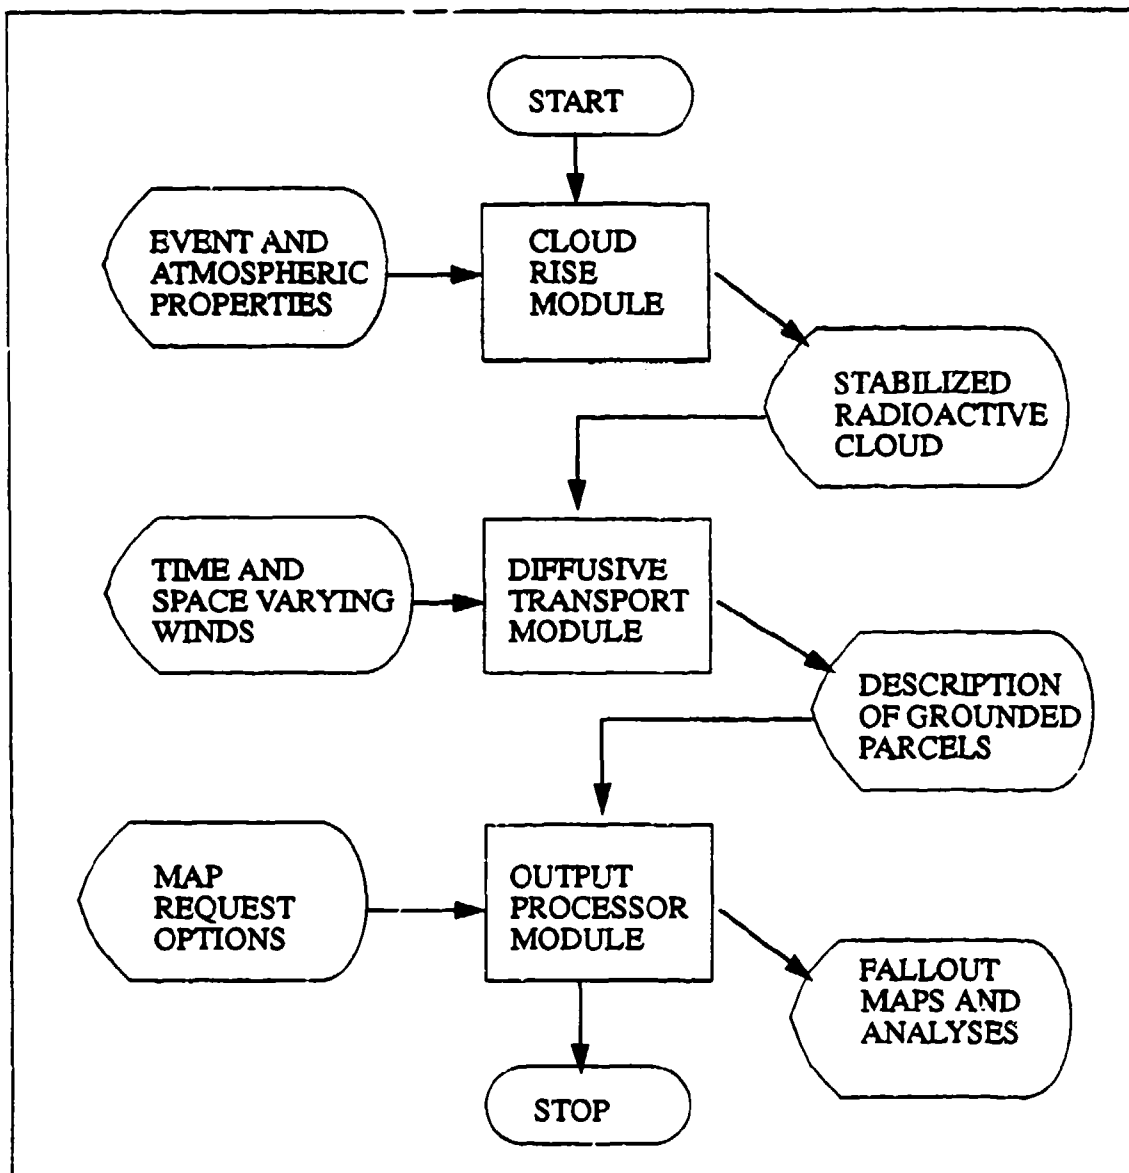 START
EVENT AND
ATMOSPHERIC
PROPERTIES
CLOUD
RISE
MODULE
STABILIZED
RADIOACTIVE
CLOUD
TIME AND
SPACE VARYING
WINDS
DIFFUSIVE
TRANSPORT
MODULE
DESCRIPTION
OF GROUNDED
PARCELS
MAP
REQUEST
OPTIONS
OUTPUT
PROCESSOR
MODULE
FALLOUT
MAPS AND
ANALYSES
STOP